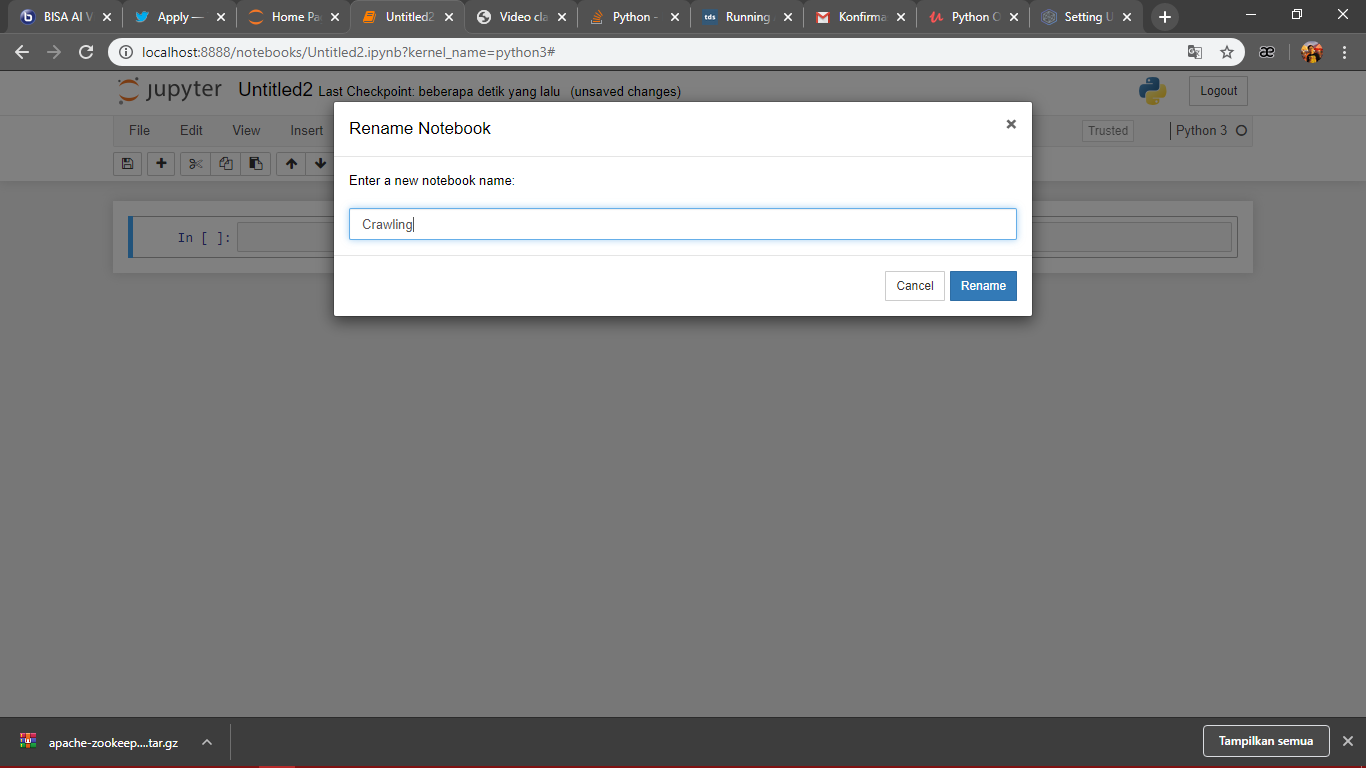 BISA AI V Apply — Home Pa Untitled2 Video cla Python - tds Running Konfirma Python C Setting U
localhost:8888/notebooks/Untitled2.ipynb?kernel_name=python3#
jupyter Untitled2 Last Checkpoint: beberapa detik yang lalu (unsaved changes) Logout
File Edit View Insert Trusted Python 3
Rename Notebook ×
Enter a new notebook name:
Crawling
In [ ]:
Cancel Rename
apache-zookeep....tar.gz Tampilkan semua